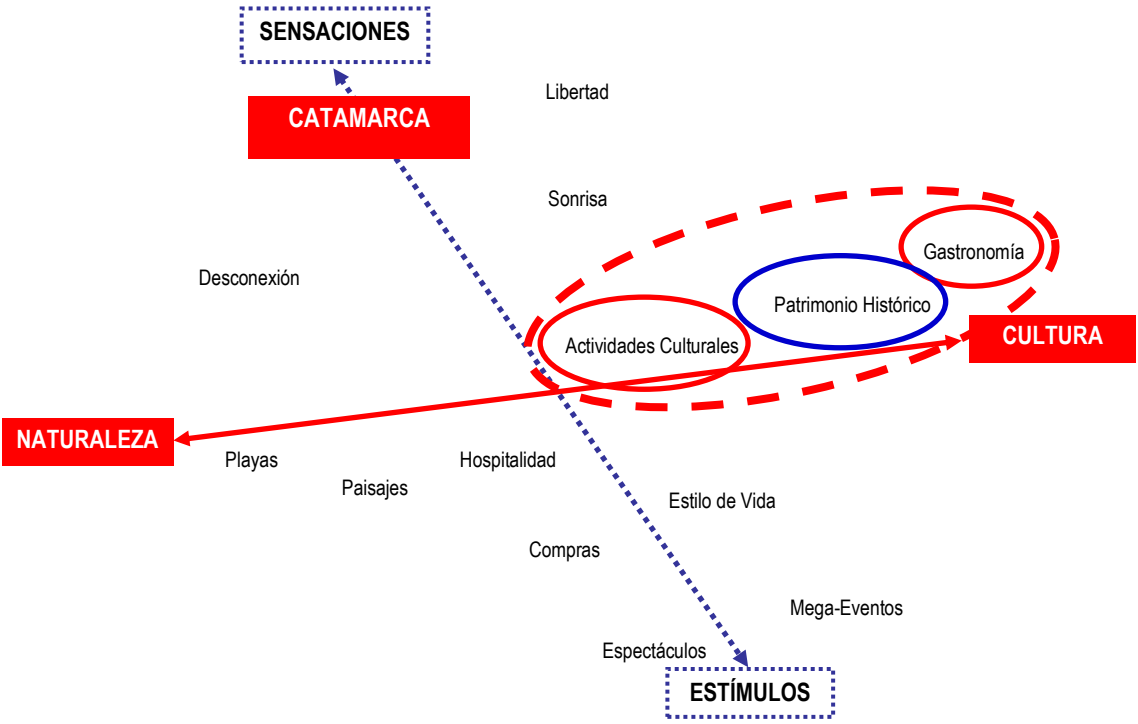 SENSACIONES
Libertad
CATAMARCA
Sonrisa
Gastronomía
Desconexión
Patrimonio Histórico
CULTURA
Actividades Culturales
NATURALEZA
Playas
Hospitalidad
Paisajes
Estilo de Vida
Compras
Mega-Eventos
Espectáculos
ESTÍMULOS